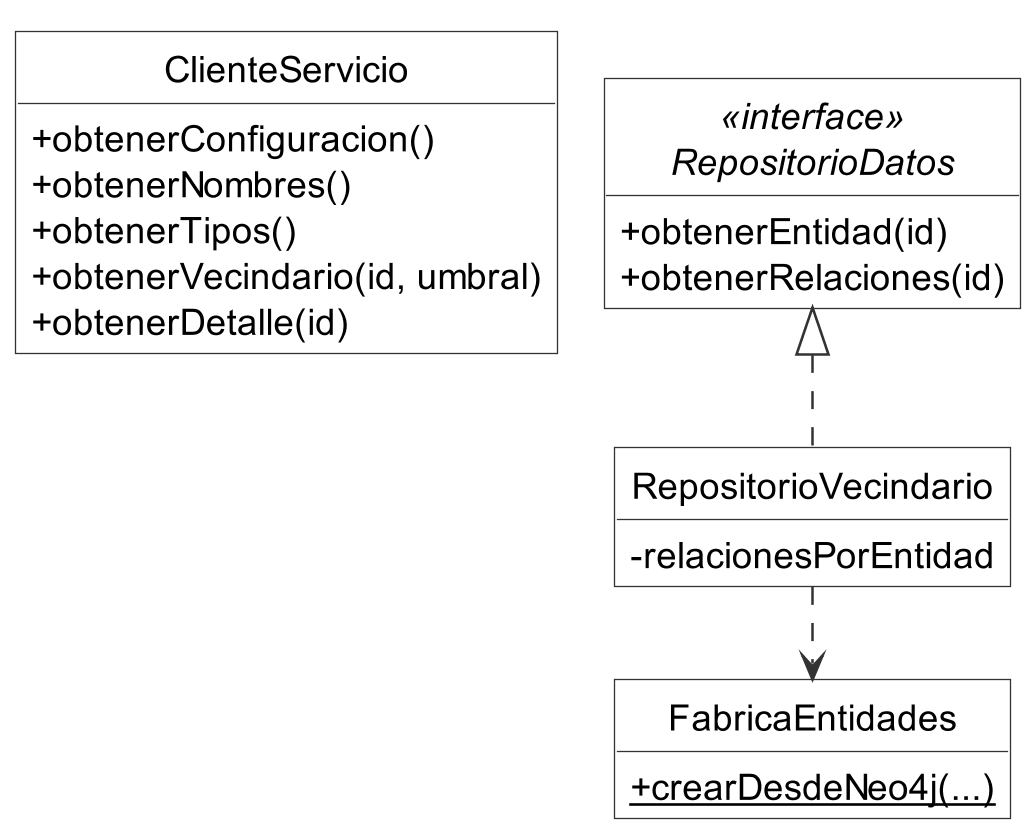 ClienteServicio
+obtenerConfiguracion()
+obtenerNombres()
+obtenerTipos()
+obtenerVecindario(id, umbral)
+obtenerDetalle(id)
«interface»
RepositorioDatos
+obtenerEntidad(id)
+obtenerRelaciones(id)
RepositorioVecindario
-relacionesPorEntidad
FabricaEntidades
+crearDesdeNeo4j(...)